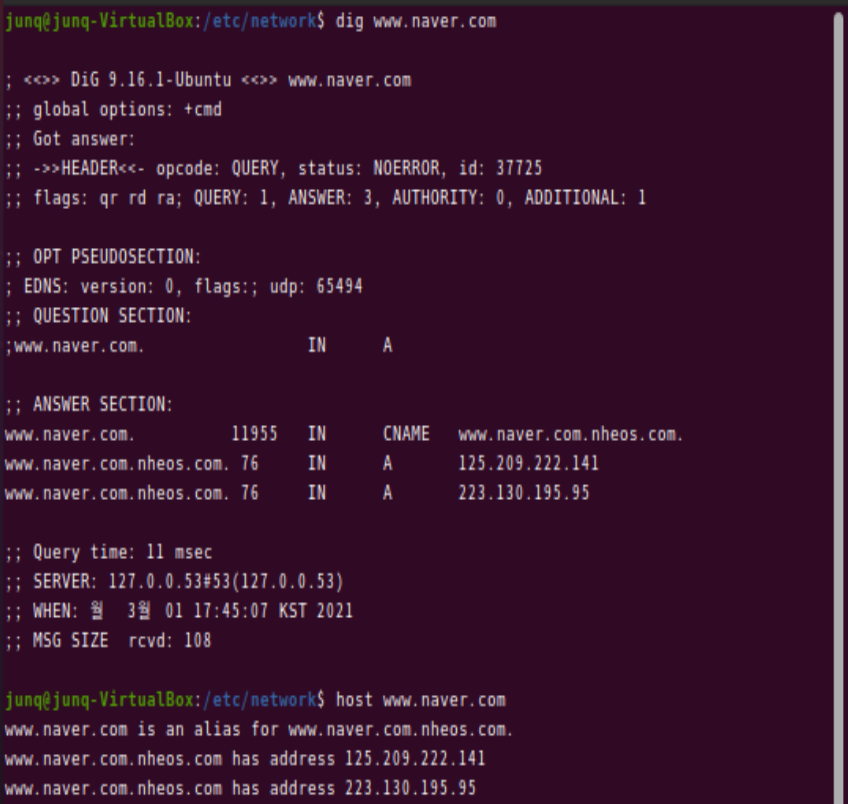 junq@junq-VirtualBox:/etc/network$ dig www.naver.com
; <<>> DiG 9.16.1-Ubuntu <<>> www.naver.com
;; global options: +cmd
;; Got answer:
;; ->>HEADER<<- opcode: QUERY, status: NOERROR, id: 37725
;; flags: qr rd ra; QUERY: 1, ANSWER: 3, AUTHORITY: 0, ADDITIONAL: 1
;; OPT PSEUDOSECTION:
; EDNS: version: 0, flags:; udp: 65494
;; QUESTION SECTION:
;www.naver.com. IN A
;; ANSWER SECTION:
www.naver.com. 11955 IN CNAME www.naver.com.nheos.com.
www.naver.com.nheos.com. 76 IN A 125.209.222.141
www.naver.com.nheos.com. 76 IN A 223.130.195.95
;; Query time: 11 msec
;; SERVER: 127.0.0.53#53(127.0.0.53)
;; WHEN: 월 3월 01 17:45:07 KST 2021
;; MSG SIZE rcvd: 108
junq@junq-VirtualBox:/etc/network$ host www.naver.com
www.naver.com is an alias for www.naver.com.nheos.com.
www.naver.com.nheos.com has address 125.209.222.141
www.naver.com.nheos.com has address 223.130.195.95